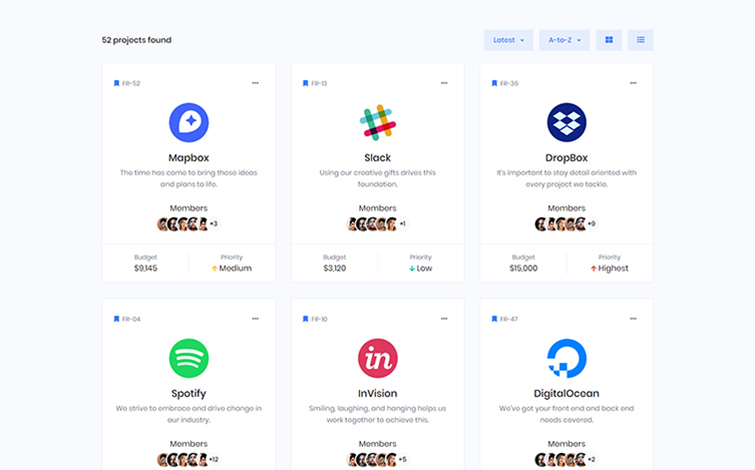 52 projects found
Latest
A-to-Z
FR-52
Mapbox
The time has come to bring those ideas
and plans to life.
Members
+3
Budget
$9,145
Priority
Medium
FR-13
Slack
Using our creative gifts drives this
foundation.
Members
+1
Budget
$3,120
Priority
Low
FR-36
DropBox
It's important to stay detail oriented with
every project we tackle.
Members
+9
Budget
$15,000
Priority
Highest
FR-04
Spotify
We strive to embrace and drive change in
our industry.
Members
+12
FR-10
in
InVision
Smiling, laughing, and hanging helps us
work together to achieve this.
Members
+5
FR-47
DigitalOcean
We've got your front end and back end
needs covered.
Members
+2